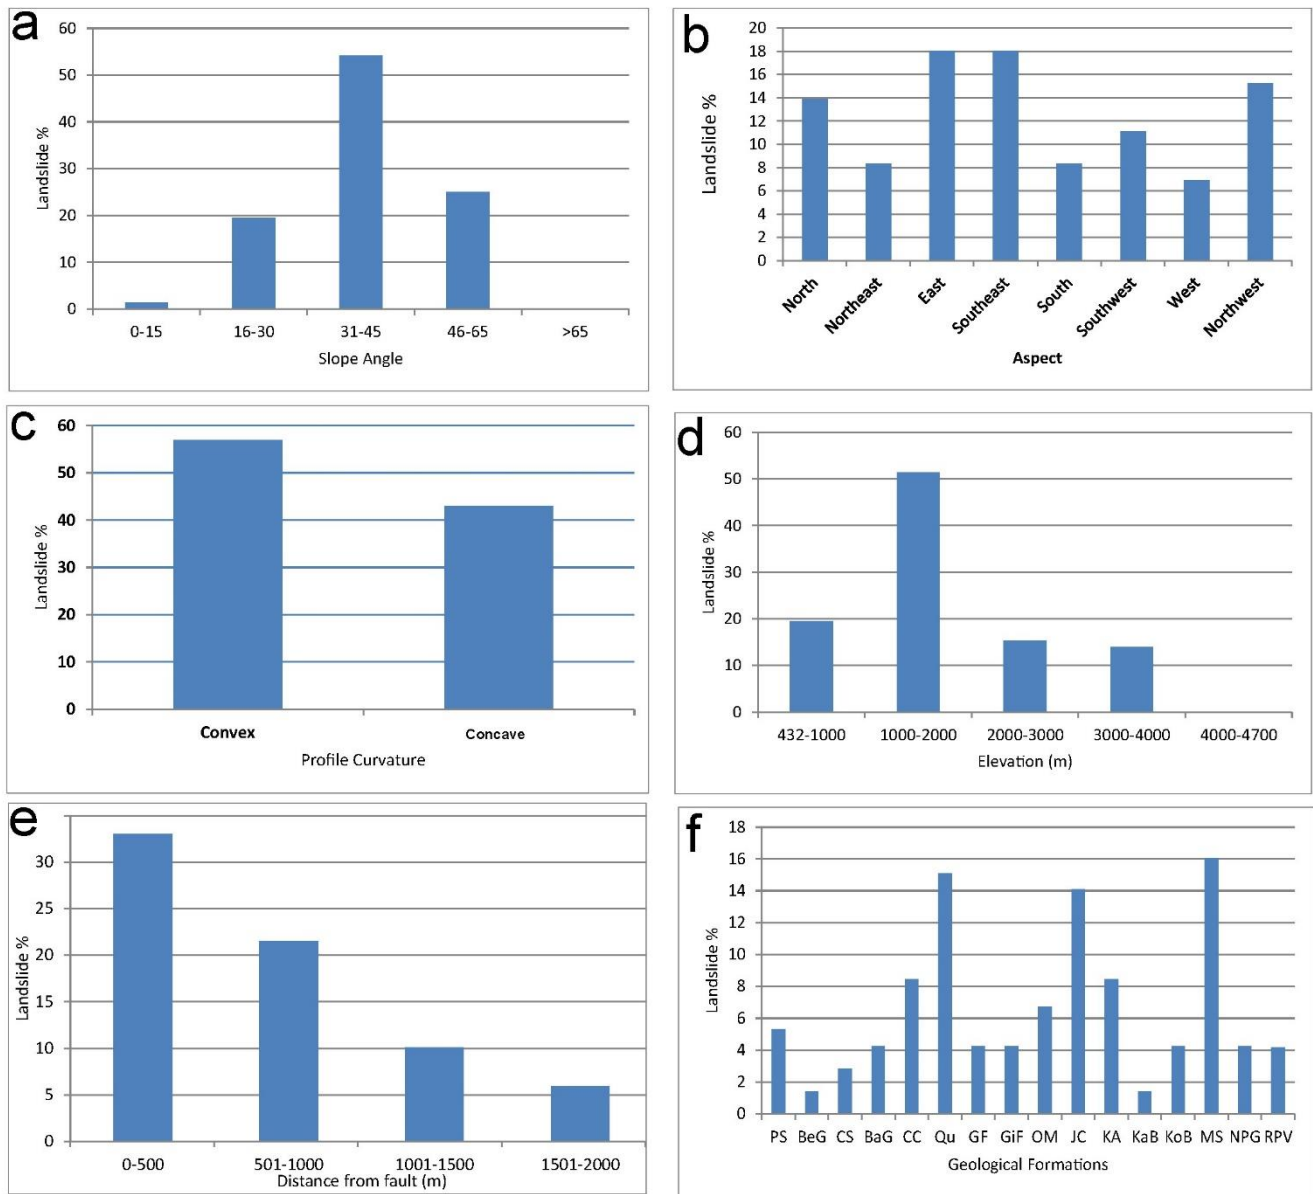 a
60
50
40
30
20
10
0
Landslide %
0-15 16-30 31-45 46-65 >65
Slope Angle
b
20
18
16
14
12
10
8
6
4
2
0
Landslide %
North Northeast East Southeast South Southwest West Northwest
Aspect
c
60
50
40
30
20
10
0
Landslide %
Convex Concave
Profile Curvature
d
60
50
40
30
20
10
0
Landslide %
432-1000 1000-2000 2000-3000 3000-4000 4000-4700
Elevation (m)
e
30
25
20
15
10
5
0
Landslide %
0-500 501-1000 1001-1500 1501-2000
Distance from fault (m)
f
18
16
14
12
10
8
6
4
2
0
Landslide %
PS BeG CS BaG CC Qu GF GiF OM JC KA KaB KoB MS NPG RPV
Geological Formations